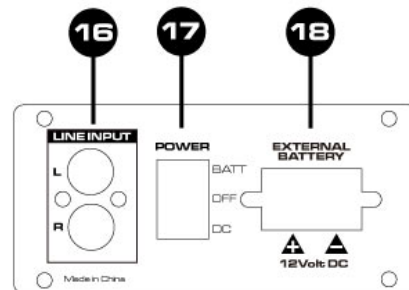 16 17 18
LINE INPUT
L
R
POWER
BATT
OFF
DC
EXTERNAL
BATTERY
+ −
12Volt DC
Made in China